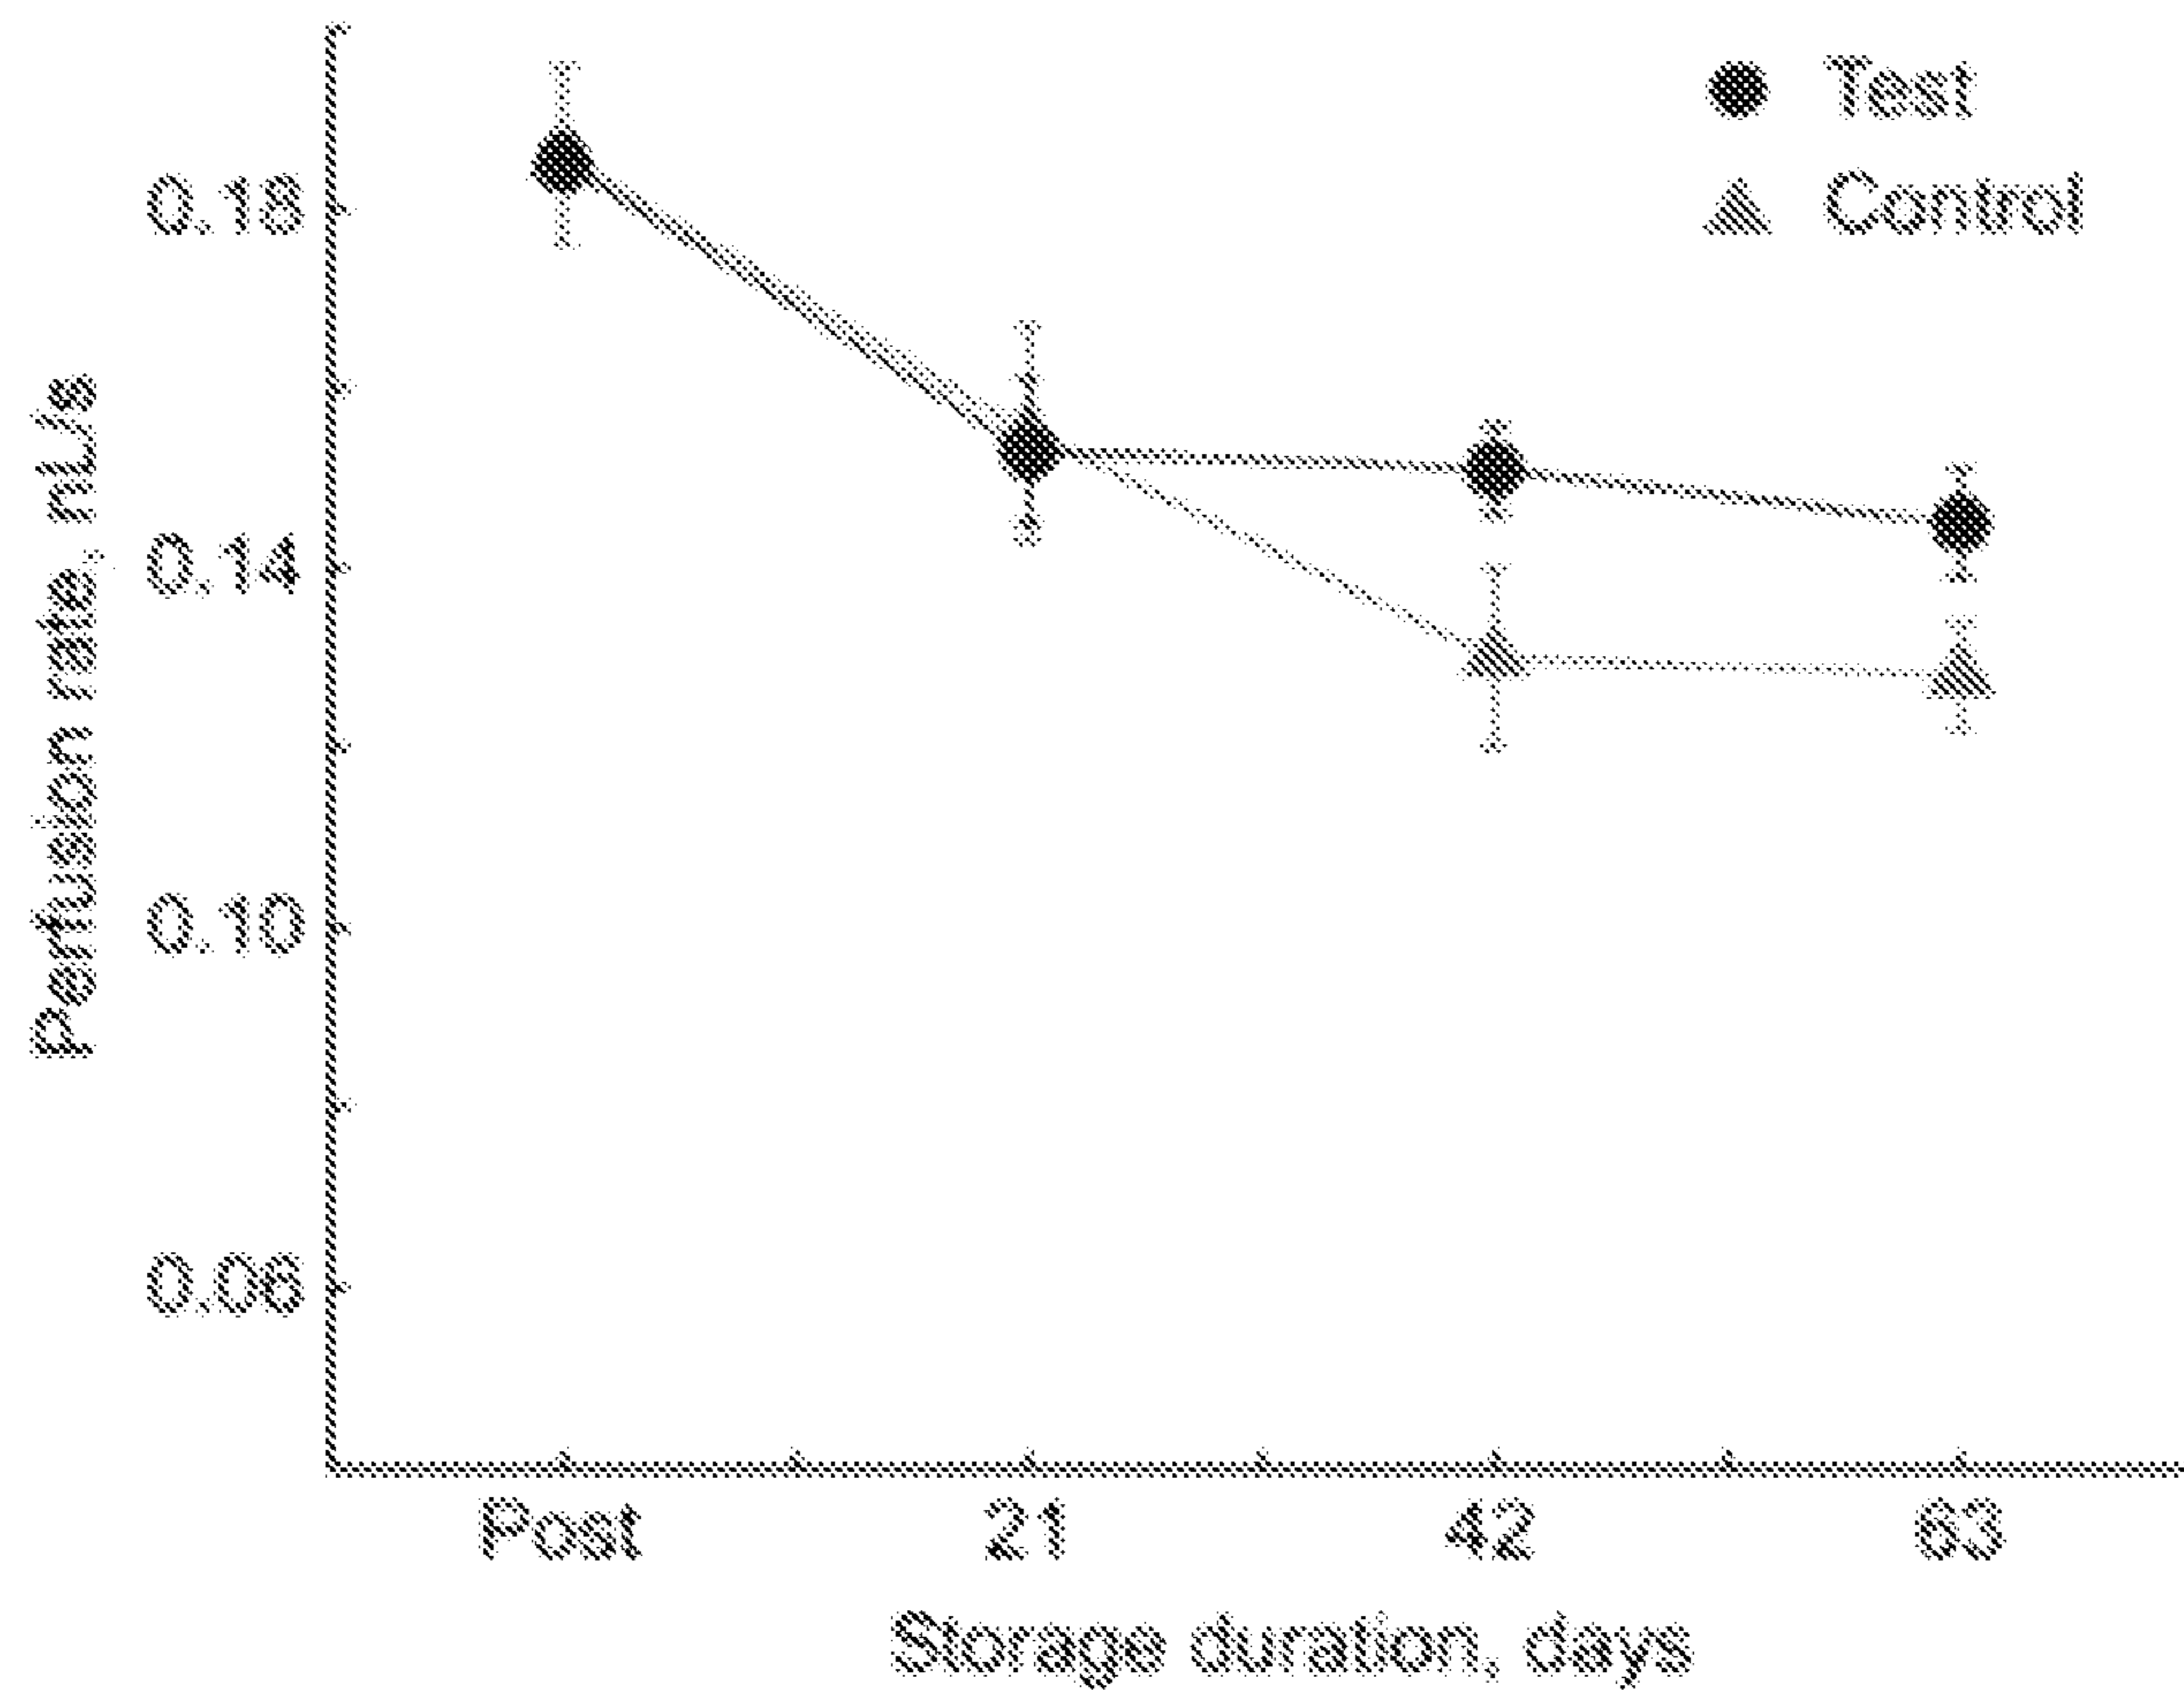 Test
Control
0.18
0.14
0.10
0.06
Perfusion rate, nL/s
Post
21
42
63
Storage duration, days